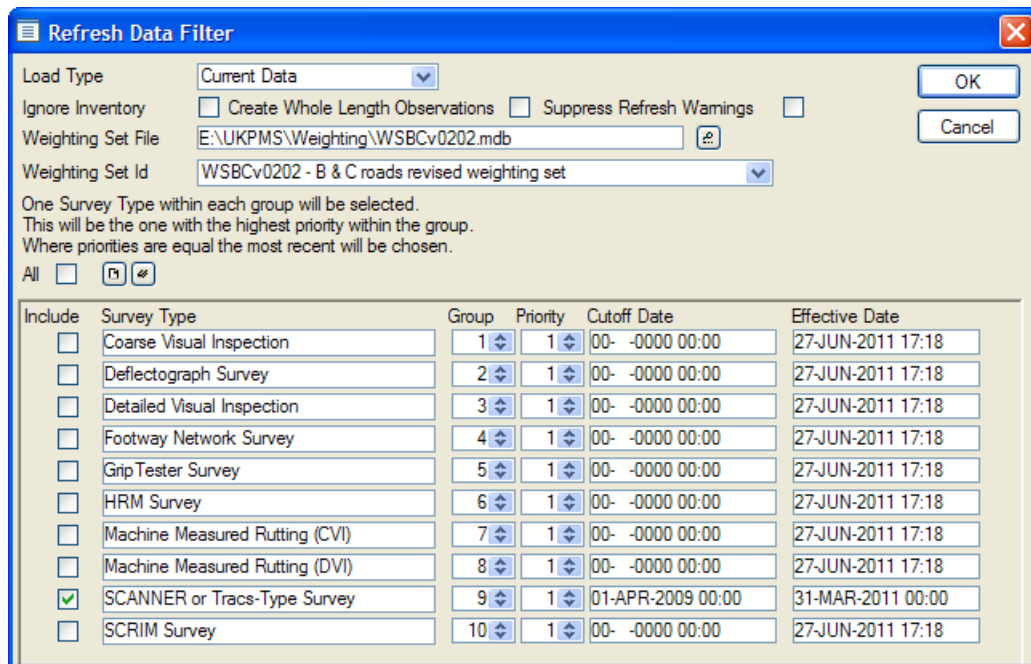 Refresh Data Filter
Load Type Current Data OK
Ignore Inventory Create Whole Length Observations Suppress Refresh Warnings
Cancel
Weighting Set File E:\UKPMS\Weighting\WSBCv0202.mdb
Weighting Set Id WSBCv0202 - B & C roads revised weighting set
One Survey Type within each group will be selected.
This will be the one with the highest priority within the group.
Where priorities are equal the most recent will be chosen.
All
Include Survey Type Group Priority Cutoff Date Effective Date
Coarse Visual Inspection 1 1 00- -0000 00:00 27-JUN-2011 17:18
Deflectograph Survey 2 1 00- -0000 00:00 27-JUN-2011 17:18
Detailed Visual Inspection 3 1 00- -0000 00:00 27-JUN-2011 17:18
Footway Network Survey 4 1 00- -0000 00:00 27-JUN-2011 17:18
GripTester Survey 5 1 00- -0000 00:00 27-JUN-2011 17:18
HRM Survey 6 1 00- -0000 00:00 27-JUN-2011 17:18
Machine Measured Rutting (CVI) 7 1 00- -0000 00:00 27-JUN-2011 17:18
Machine Measured Rutting (DVI) 8 1 00- -0000 00:00 27-JUN-2011 17:18
SCANNER or Tracs-Type Survey 9 1 01-APR-2009 00:00 31-MAR-2011 00:00
SCRIM Survey 10 1 00- -0000 00:00 27-JUN-2011 17:18